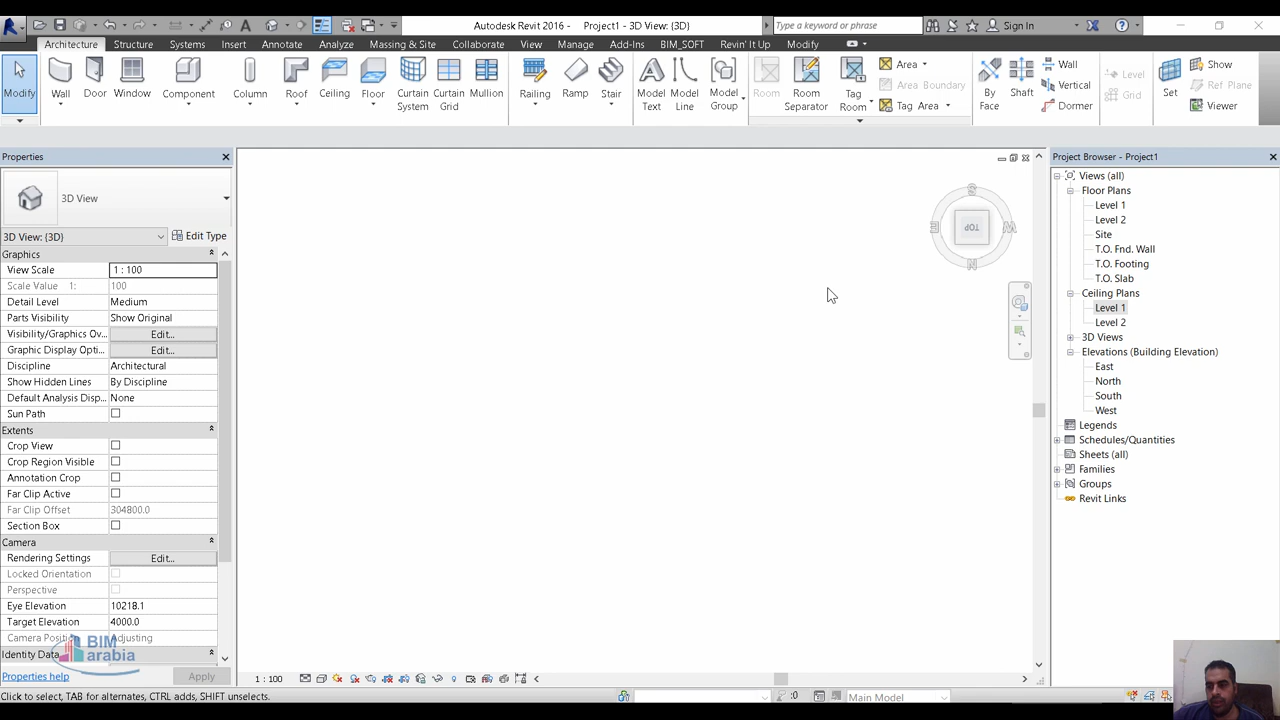 Autodesk Revit 2016 - Project1 - 3D View: {3D}
Type a keyword or phrase
Sign In
Architecture Structure Systems Insert Annotate Analyze Massing & Site Collaborate View Manage Add-Ins BIM_SOFT Revin' It Up Modify
Modify
Wall
Door
Window
Component
Column
Roof
Ceiling
Floor
Curtain System
Curtain Grid
Mullion
Railing
Ramp
Stair
Model Text
Model Line
Model Group
Room
Room Separator
Tag Room
Area
Area Boundary
Tag Area
By Face
Shaft
Wall
Vertical
Dormer
Level
Grid
Set
Show
Ref Plane
Viewer
Properties
3D View
3D View: {3D} Edit Type
Graphics
View Scale 1 : 100
Scale Value 1: 100
Detail Level Medium
Parts Visibility Show Original
Visibility/Graphics Ov... Edit...
Graphic Display Opti... Edit...
Discipline Architectural
Show Hidden Lines By Discipline
Default Analysis Disp... None
Sun Path
Extents
Crop View
Crop Region Visible
Annotation Crop
Far Clip Active
Far Clip Offset 304800.0
Section Box
Camera
Rendering Settings Edit...
Locked Orientation
Perspective
Eye Elevation 10218.1
Target Elevation 4000.0
Camera Position Adjusting
Identity Data
BIM
arabia
Properties help Apply
S
E TOP W
N
1 : 100
Project Browser - Project1
Views (all)
Floor Plans
Level 1
Level 2
Site
T.O. Fnd. Wall
T.O. Footing
T.O. Slab
Ceiling Plans
Level 1
Level 2
3D Views
Elevations (Building Elevation)
East
North
South
West
Legends
Schedules/Quantities
Sheets (all)
Families
Groups
Revit Links
Click to select, TAB for alternates, CTRL adds, SHIFT unselects.
:0
Main Model